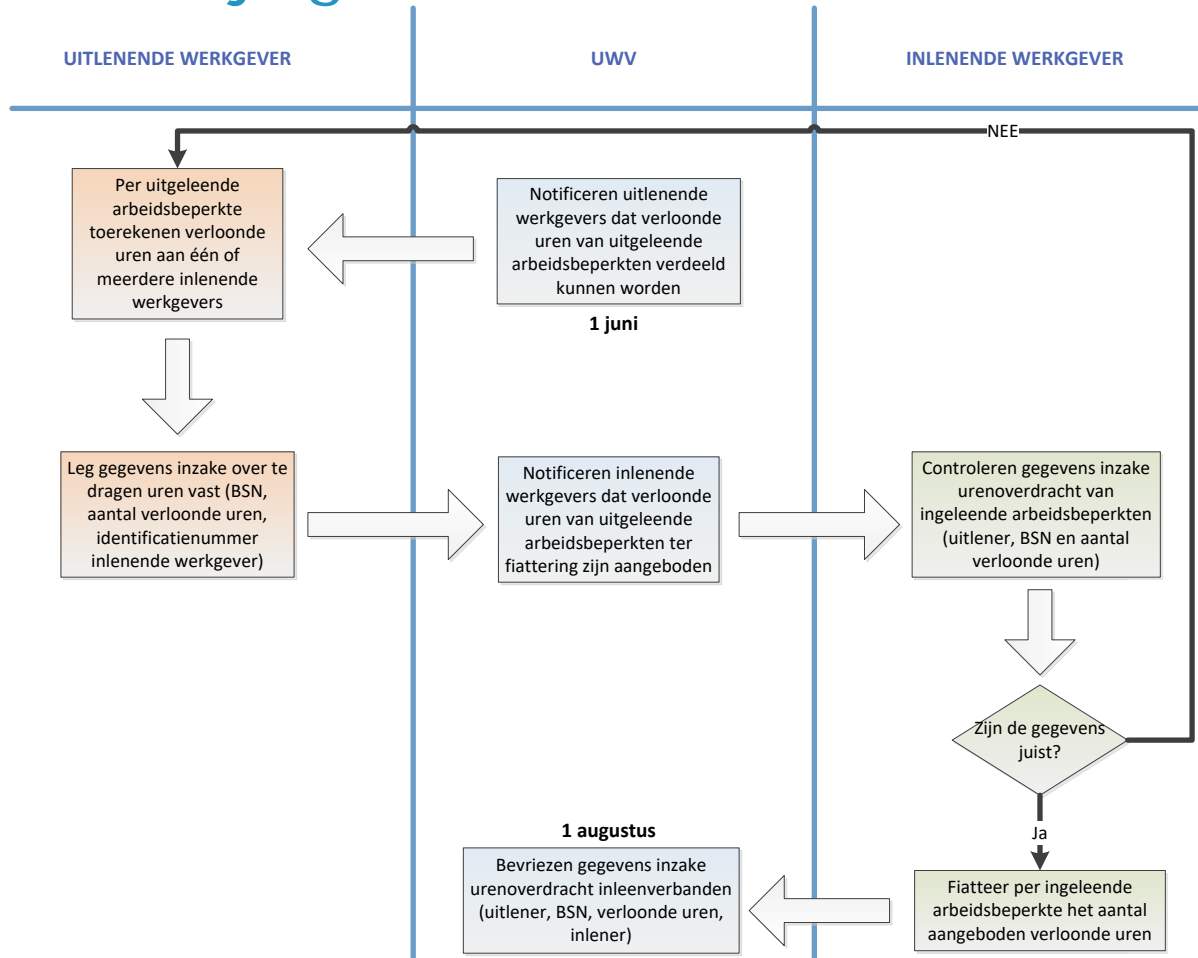 UITLENENDE WERKGEVER
UWV
INLENENDE WERKGEVER
NEE
Per uitgeleende
arbeidsbeperkte
toerekenen verloonde
uren aan één of
meerdere inlenende
werkgevers
Notificeren uitlenende
werkgevers dat verloonde
uren van uitgeleende
arbeidsbeperkten verdeeld
kunnen worden
1 juni
Leg gegevens inzake over te
dragen uren vast (BSN,
aantal verloonde uren,
identificatienummer
inlenende werkgever)
Notificeren inlenende
werkgevers dat verloonde
uren van uitgeleende
arbeidsbeperkten ter
fiattering zijn aangeboden
Controleren gegevens inzake
urenoverdracht van
ingeleende arbeidsbeperkten
(uitlener, BSN en aantal
verloonde uren)
Zijn de gegevens
juist?
Ja
1 augustus
Bevriezen gegevens inzake
urenoverdracht inleenverbanden
(uitlener, BSN, verloonde uren,
inlener)
Fiatteer per ingeleende
arbeidsbeperkte het aantal
aangeboden verloonde uren